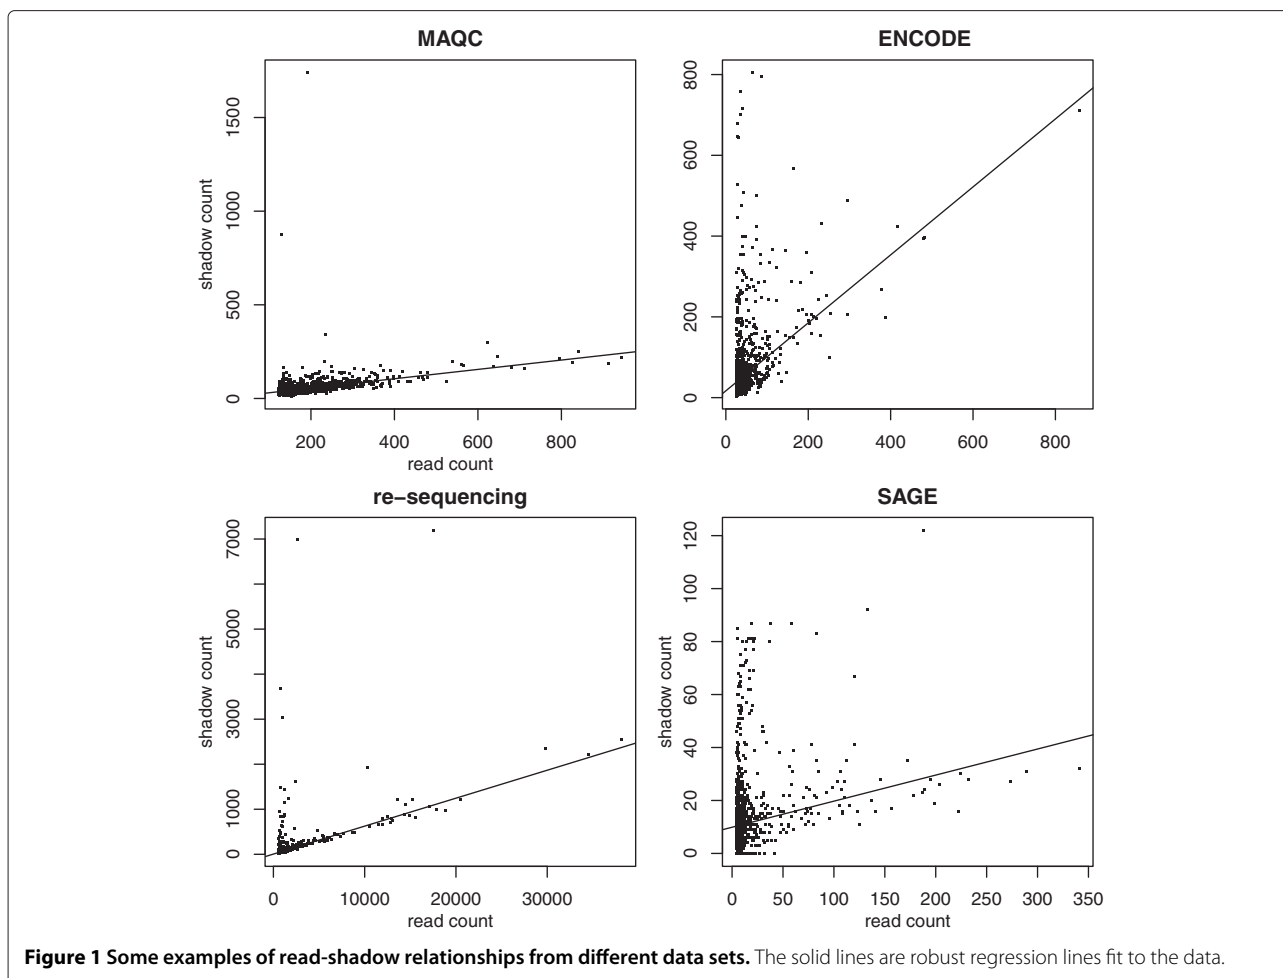 MAQC
1500
1000
500
0
shadow count
200 400 600 800
read count
ENCODE
800
600
400
200
0
0 200 400 600 800
re−sequencing
7000
5000
3000
1000
0
shadow count
0 10000 20000 30000
read count
SAGE
120
100
80
60
40
20
0
shadow count
0 50 100 150 200 250 300 350
read count
Figure 1 Some examples of read-shadow relationships from different data sets. The solid lines are robust regression lines fit to the data.